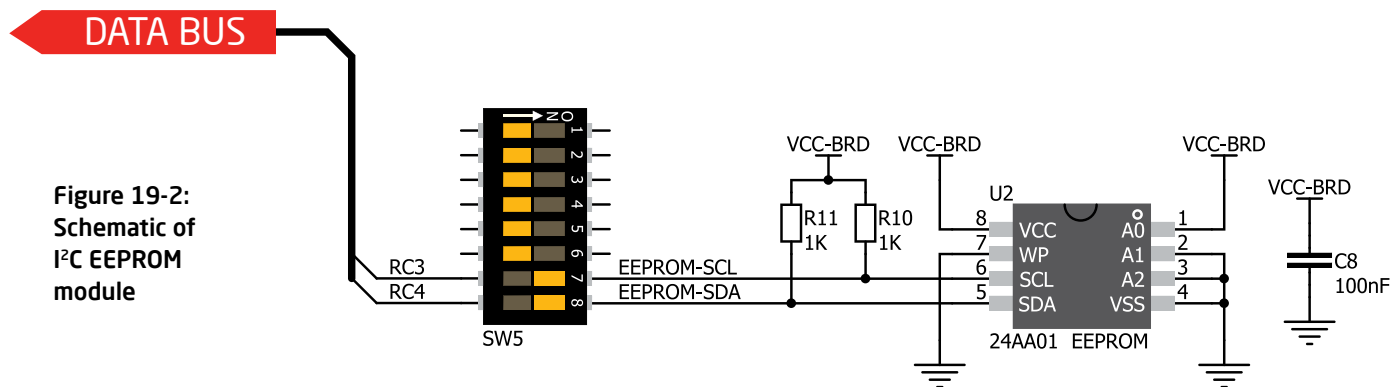 DATA BUS
Figure 19-2:
Schematic of
I²C EEPROM
module
ON
1
2
3
4
5
6
7
8
SW5
RC3
RC4
EEPROM-SCL
EEPROM-SDA
VCC-BRD
R11
1K
R10
1K
VCC-BRD
U2
8 VCC
7 WP
6 SCL
5 SDA
A0 1
A1 2
A2 3
VSS 4
24AA01 EEPROM
VCC-BRD
VCC-BRD
C8
100nF